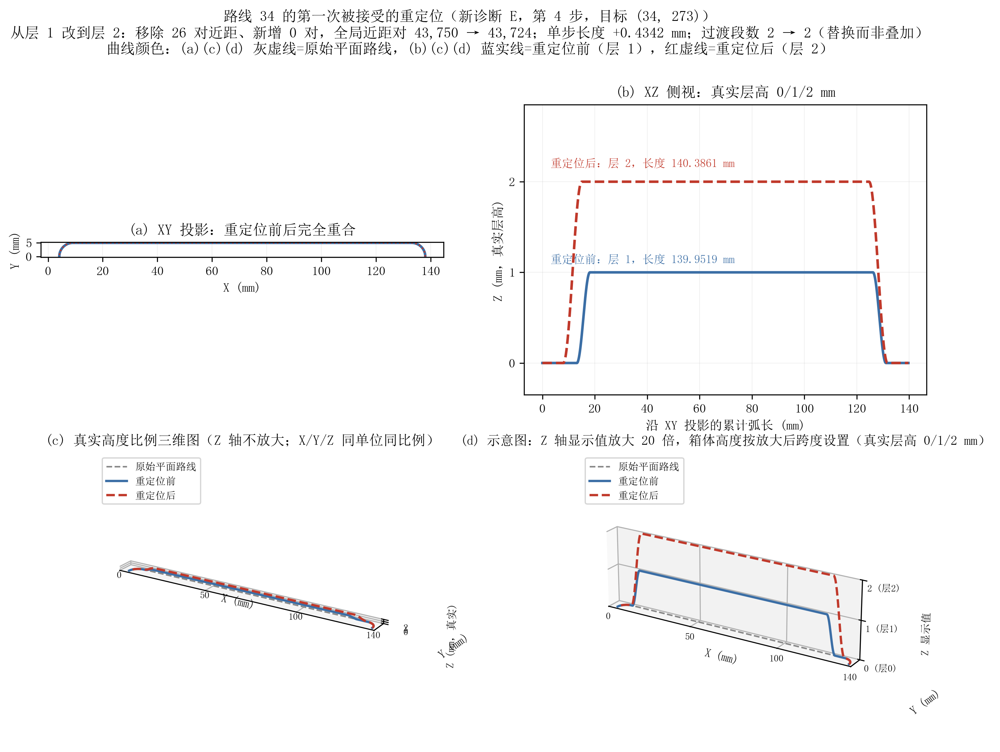 路线 34 的第一次被接受的重定位（新诊断 E，第 4 步，目标 (34, 273)）
从层 1 改到层 2：移除 26 对近距、新增 0 对，全局近距对 43,750 → 43,724；单步长度 +0.4342 mm；过渡段数 2 → 2（替换而非叠加）
曲线颜色：(a)(c)(d) 灰虚线=原始平面路线，(b)(c)(d) 蓝实线=重定位前（层 1），红虚线=重定位后（层 2）
(a) XY 投影：重定位前后完全重合
Y (mm)
5
0
0 20 40 60 80 100 120 140
X (mm)
(b) XZ 侧视：真实层高 0/1/2 mm
Z (mm, 真实层高)
2
1
0
重定位后：层 2，长度 140.3861 mm
重定位前：层 1，长度 139.9519 mm
0 20 40 60 80 100 120 140
沿 XY 投影的累计弧长 (mm)
(c) 真实高度比例三维图（Z 轴不放大；X/Y/Z 同单位同比例）
原始平面路线
重定位前
重定位后
0
50
100
140
X (mm)
2
1
0
Y (mm)
Z (mm, 真实)
(d) 示意图：Z 轴显示值放大 20 倍，箱体高度按放大后跨度设置（真实层高 0/1/2 mm）
原始平面路线
重定位前
重定位后
0
50
100
140
X (mm)
2 (层2)
1 (层1)
0 (层0)
Z 显示值
Y (mm)